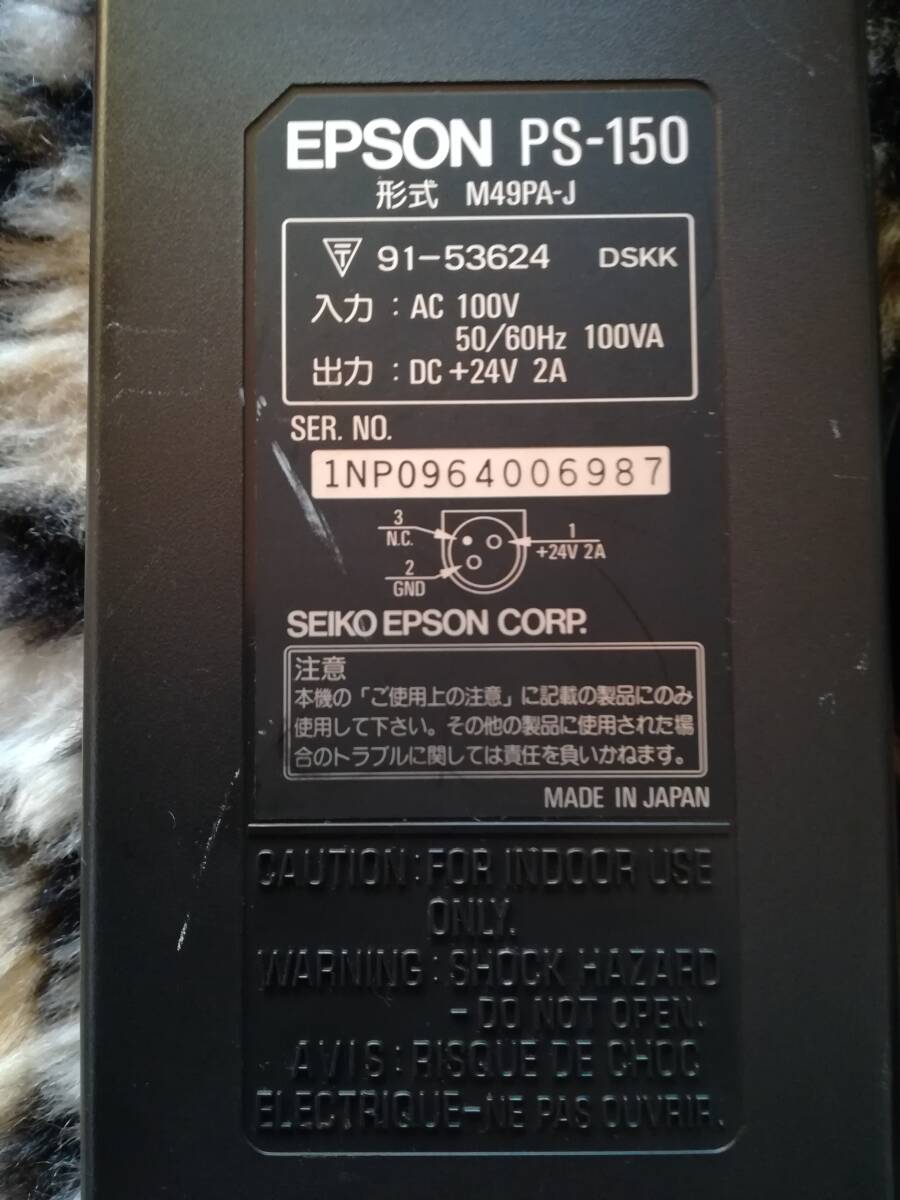 EPSON PS-150
形式 M49PA-J
〒 91-53624 DSKK
入力 : AC 100V
50/60Hz 100VA
出力 : DC +24V 2A
SER. NO.
1NP0964006987
3
N.C.
1
+24V 2A
2
GND
SEIKO EPSON CORP.
注意
本機の「ご使用上の注意」に記載の製品にのみ
使用して下さい。その他の製品に使用された場
合のトラブルに関しては責任を負いかねます。
MADE IN JAPAN
CAUTION:FOR INDOOR USE
ONLY.
WARNING:SHOCK HAZARD
-DO NOT OPEN.
AVIS:RISQUE DE CHOC
ELECTRIQUE-NE PAS OUVRIR.